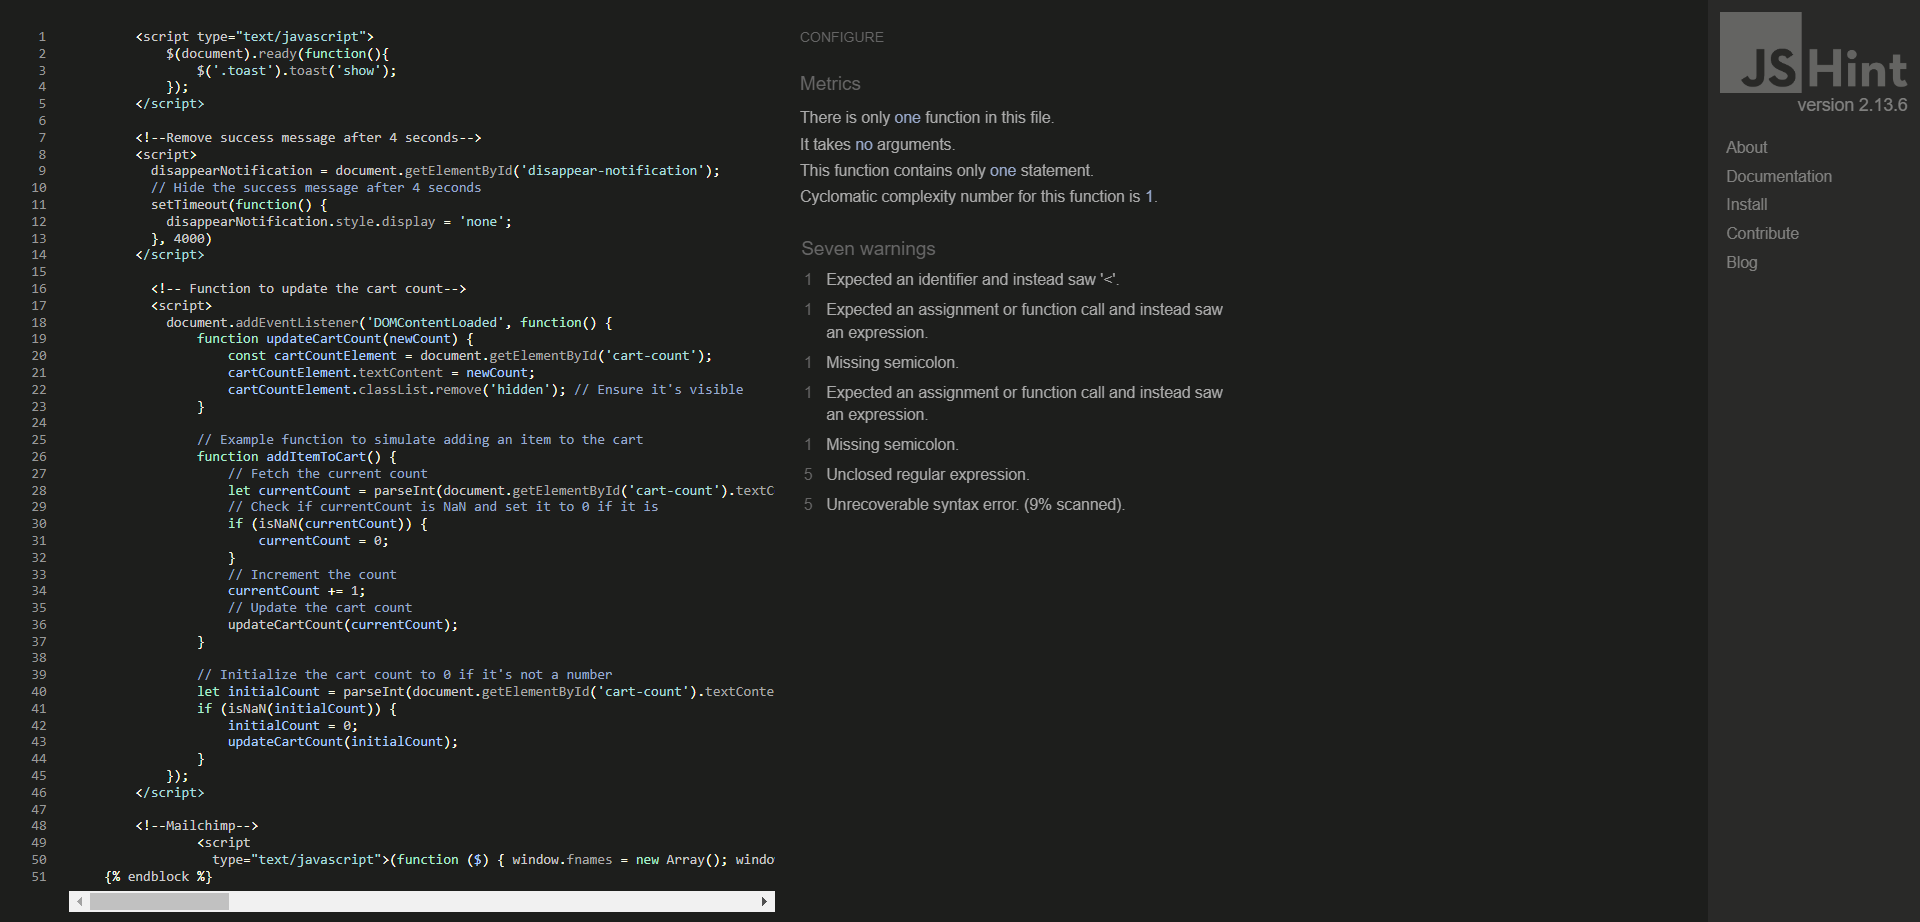 1 <script type="text/javascript">
2 $(document).ready(function(){
3 $('.toast').toast('show');
4 });
5 </script>
6
7 <!--Remove success message after 4 seconds-->
8 <script>
9 disappearNotification = document.getElementById('disappear-notification');
10 // Hide the success message after 4 seconds
11 setTimeout(function() {
12 disappearNotification.style.display = 'none';
13 }, 4000)
14 </script>
15
16 <!-- Function to update the cart count-->
17 <script>
18 document.addEventListener('DOMContentLoaded', function() {
19 function updateCartCount(newCount) {
20 const cartCountElement = document.getElementById('cart-count');
21 cartCountElement.textContent = newCount;
22 cartCountElement.classList.remove('hidden'); // Ensure it's visible
23 }
24
25 // Example function to simulate adding an item to the cart
26 function addItemToCart() {
27 // Fetch the current count
28 let currentCount = parseInt(document.getElementById('cart-count').textC
29 // Check if currentCount is NaN and set it to 0 if it is
30 if (isNaN(currentCount)) {
31 currentCount = 0;
32 }
33 // Increment the count
34 currentCount += 1;
35 // Update the cart count
36 updateCartCount(currentCount);
37 }
38
39 // Initialize the cart count to 0 if it's not a number
40 let initialCount = parseInt(document.getElementById('cart-count').textConte
41 if (isNaN(initialCount)) {
42 initialCount = 0;
43 updateCartCount(initialCount);
44 }
45 });
46 </script>
47
48 <!--Mailchimp-->
49 <script
50 type="text/javascript">(function ($) { window.fnames = new Array(); windo
51 {% endblock %}
CONFIGURE
Metrics
There is only one function in this file.
It takes no arguments.
This function contains only one statement.
Cyclomatic complexity number for this function is 1.
Seven warnings
1 Expected an identifier and instead saw '<'.
1 Expected an assignment or function call and instead saw
an expression.
1 Missing semicolon.
1 Expected an assignment or function call and instead saw
an expression.
1 Missing semicolon.
5 Unclosed regular expression.
5 Unrecoverable syntax error. (9% scanned).
JSHint
version 2.13.6
About
Documentation
Install
Contribute
Blog